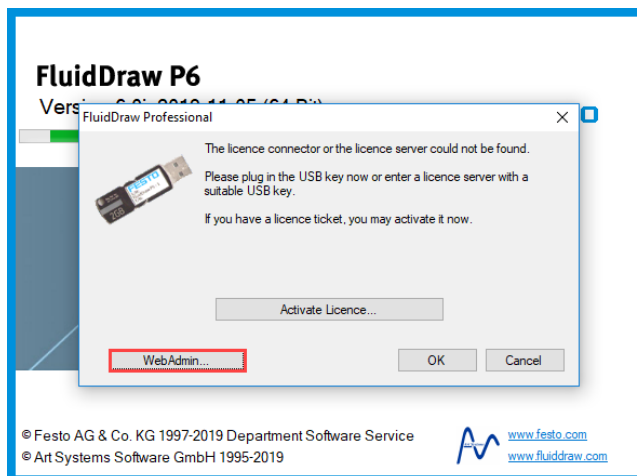 FluidDraw P6
FluidDraw Professional
The licence connector or the licence server could not be found.
Please plug in the USB key now or enter a licence server with a
suitable USB key.
If you have a licence ticket, you may activate it now.
FESTO
2GB
Activate Licence...
WebAdmin...
OK
Cancel
© Festo AG & Co. KG 1997-2019 Department Software Service
www.festo.com
© Art Systems Software GmbH 1995-2019
www.fluiddraw.com